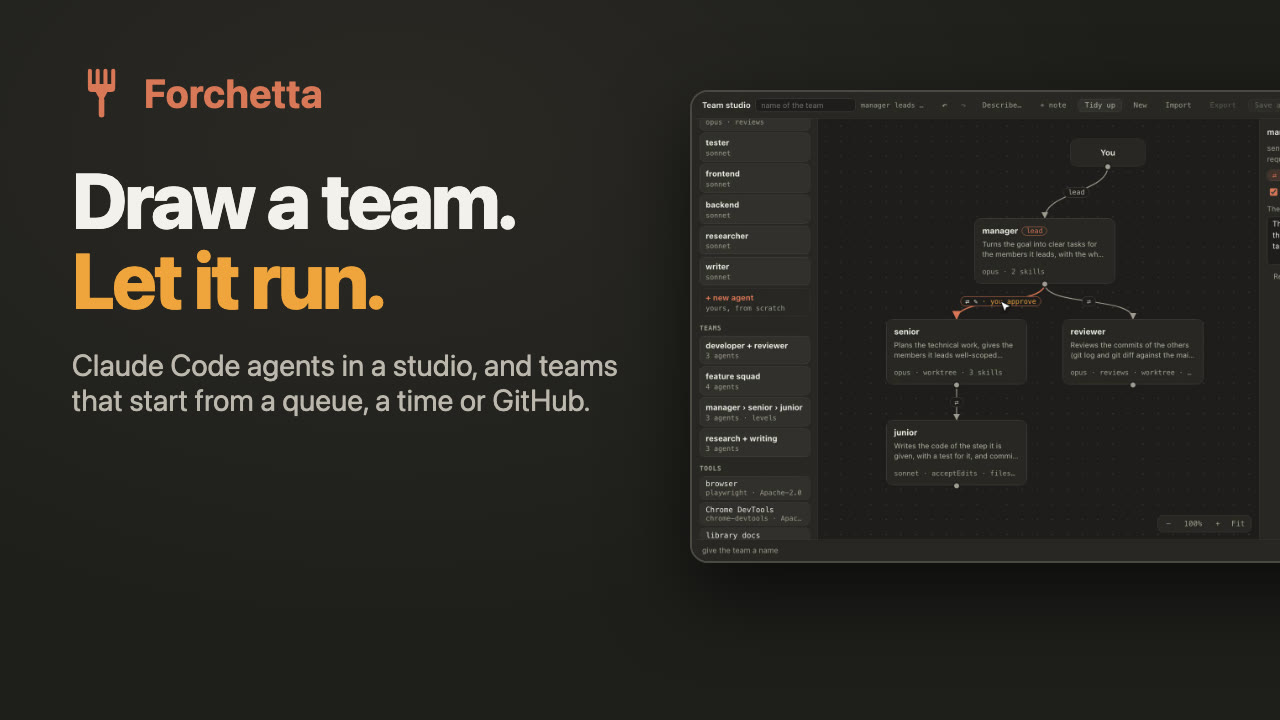 Forchetta
Draw a team.
Let it run.
Claude Code agents in a studio, and teams
that start from a queue, a time or GitHub.
Team studio
name of the team
manager leads …
Describe…
+ note
Tidy up
New
Import
Export
Save a
opus · reviews
tester
sonnet
frontend
sonnet
backend
sonnet
researcher
sonnet
writer
sonnet
+ new agent
yours, from scratch
TEAMS
developer + reviewer
3 agents
feature squad
4 agents
manager › senior › junior
3 agents · levels
research + writing
3 agents
TOOLS
browser
playwright · Apache-2.0
Chrome DevTools
chrome-devtools · Apac…
library docs
You
lead
manager lead
Turns the goal into clear tasks for
the members it leads, with the wh…
opus · 2 skills
⇄ ✎ · you approve
⇄
senior
Plans the technical work, gives the
members it leads well-scoped…
opus · worktree · 3 skills
reviewer
Reviews the commits of the others
(git log and git diff against the mai…
opus · reviews · worktree · …
⇄
junior
Writes the code of the step it is
given, with a test for it, and commi…
sonnet · acceptEdits · files…
− 100% + Fit
give the team a name